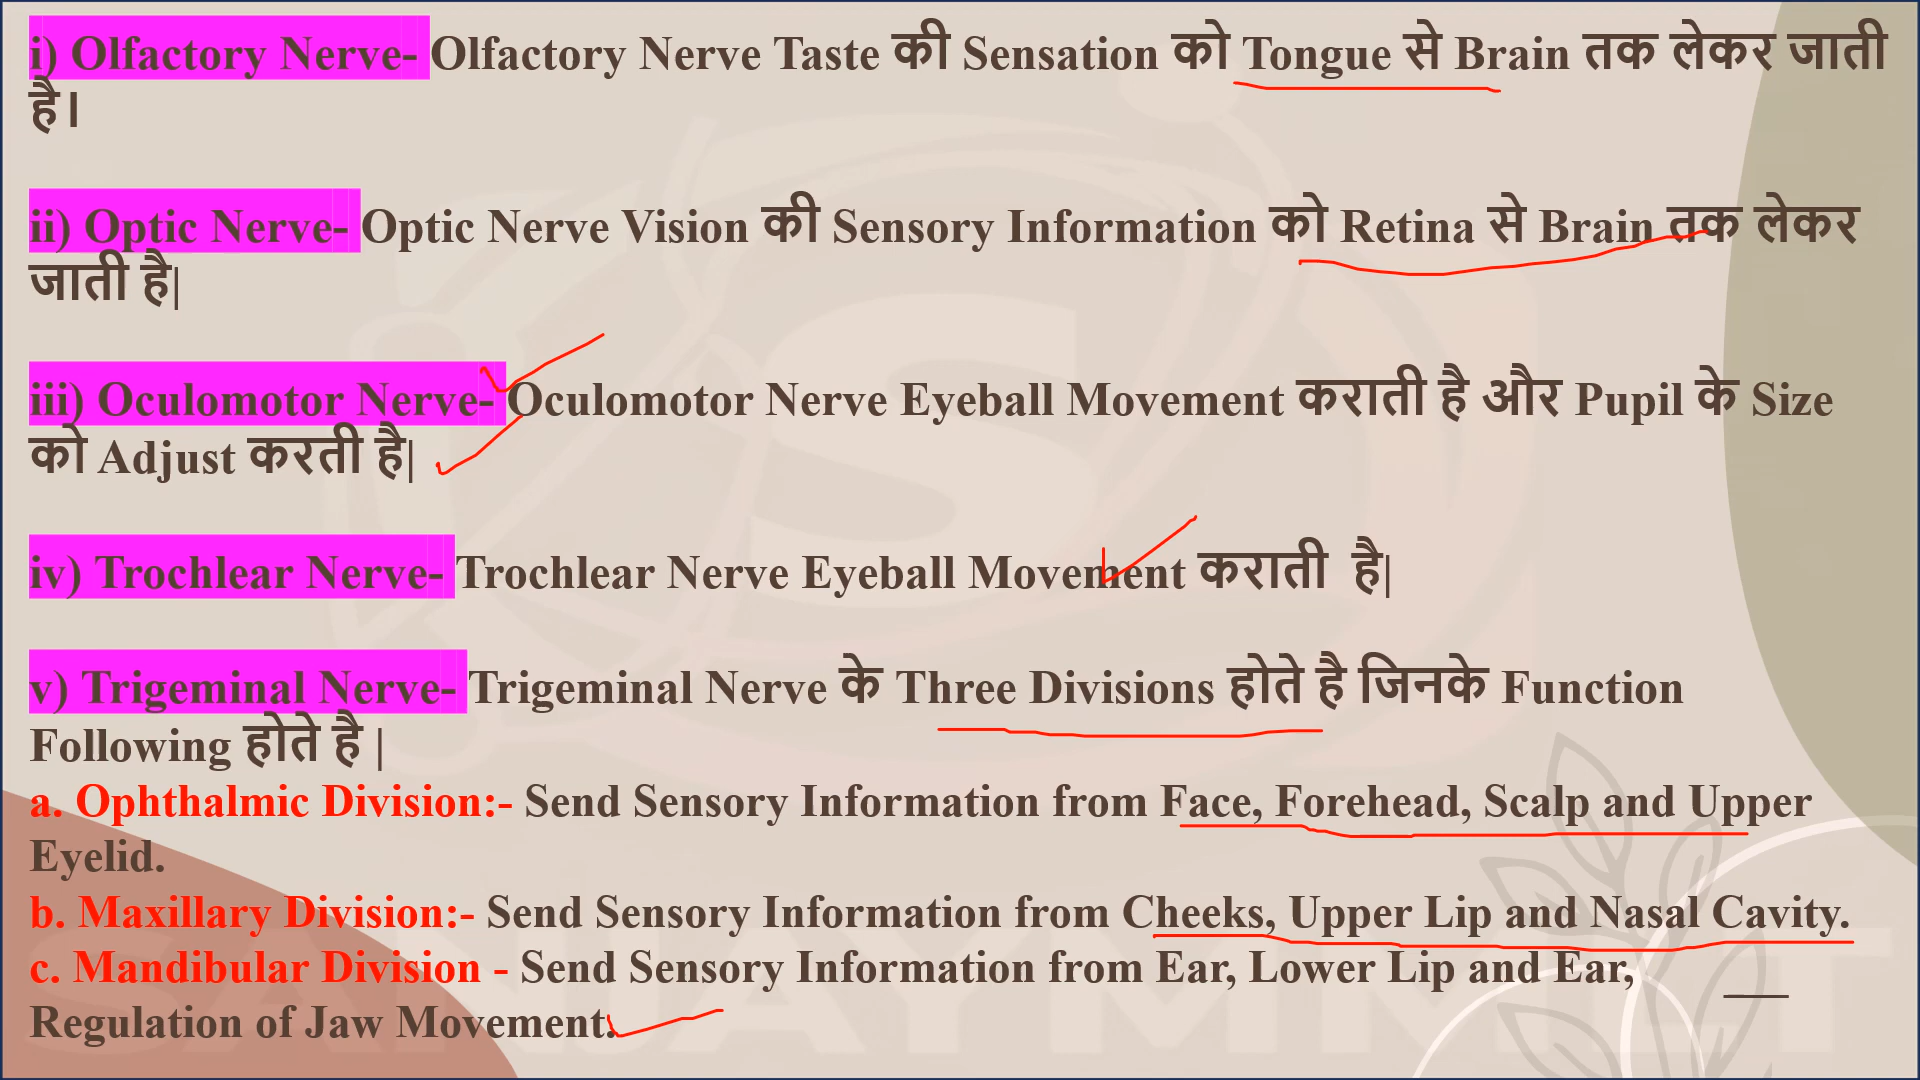 i) Olfactory Nerve- Olfactory Nerve Taste की Sensation को Tongue से Brain तक लेकर जाती
है।
ii) Optic Nerve- Optic Nerve Vision की Sensory Information को Retina से Brain तक लेकर
जाती है|
iii) Oculomotor Nerve- Oculomotor Nerve Eyeball Movement कराती है और Pupil के Size
को Adjust करती है|
iv) Trochlear Nerve- Trochlear Nerve Eyeball Movement कराती है|
v) Trigeminal Nerve- Trigeminal Nerve के Three Divisions होते है जिनके Function
Following होते है |
a. Ophthalmic Division:- Send Sensory Information from Face, Forehead, Scalp and Upper
Eyelid.
b. Maxillary Division:- Send Sensory Information from Cheeks, Upper Lip and Nasal Cavity.
c. Mandibular Division - Send Sensory Information from Ear, Lower Lip and Ear,
Regulation of Jaw Movement.
SANJAY MMLT